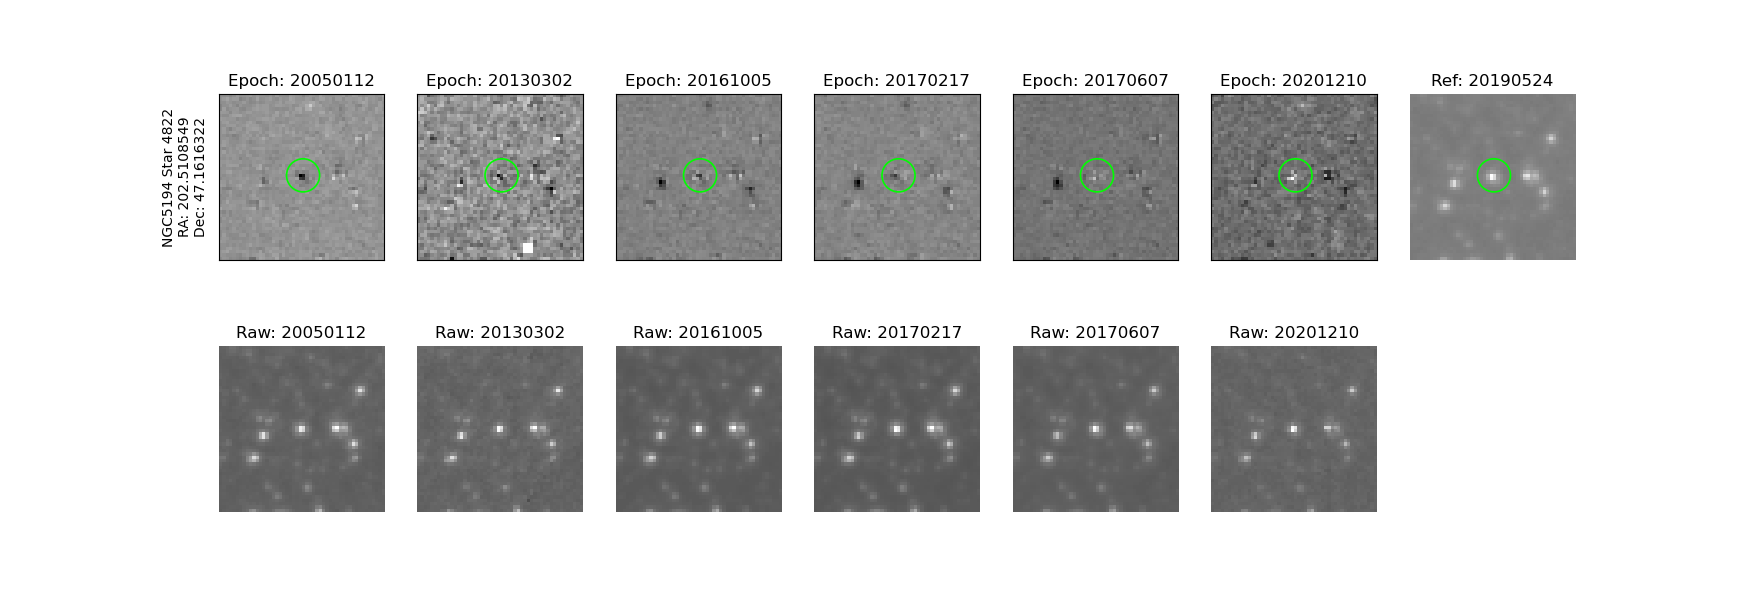 Epoch: 20050112
Epoch: 20130302
Epoch: 20161005
Epoch: 20170217
Epoch: 20170607
Epoch: 20201210
Ref: 20190524
NGC5194 Star 4822
RA: 202.5108549
Dec: 47.1616322
Raw: 20050112
Raw: 20130302
Raw: 20161005
Raw: 20170217
Raw: 20170607
Raw: 20201210